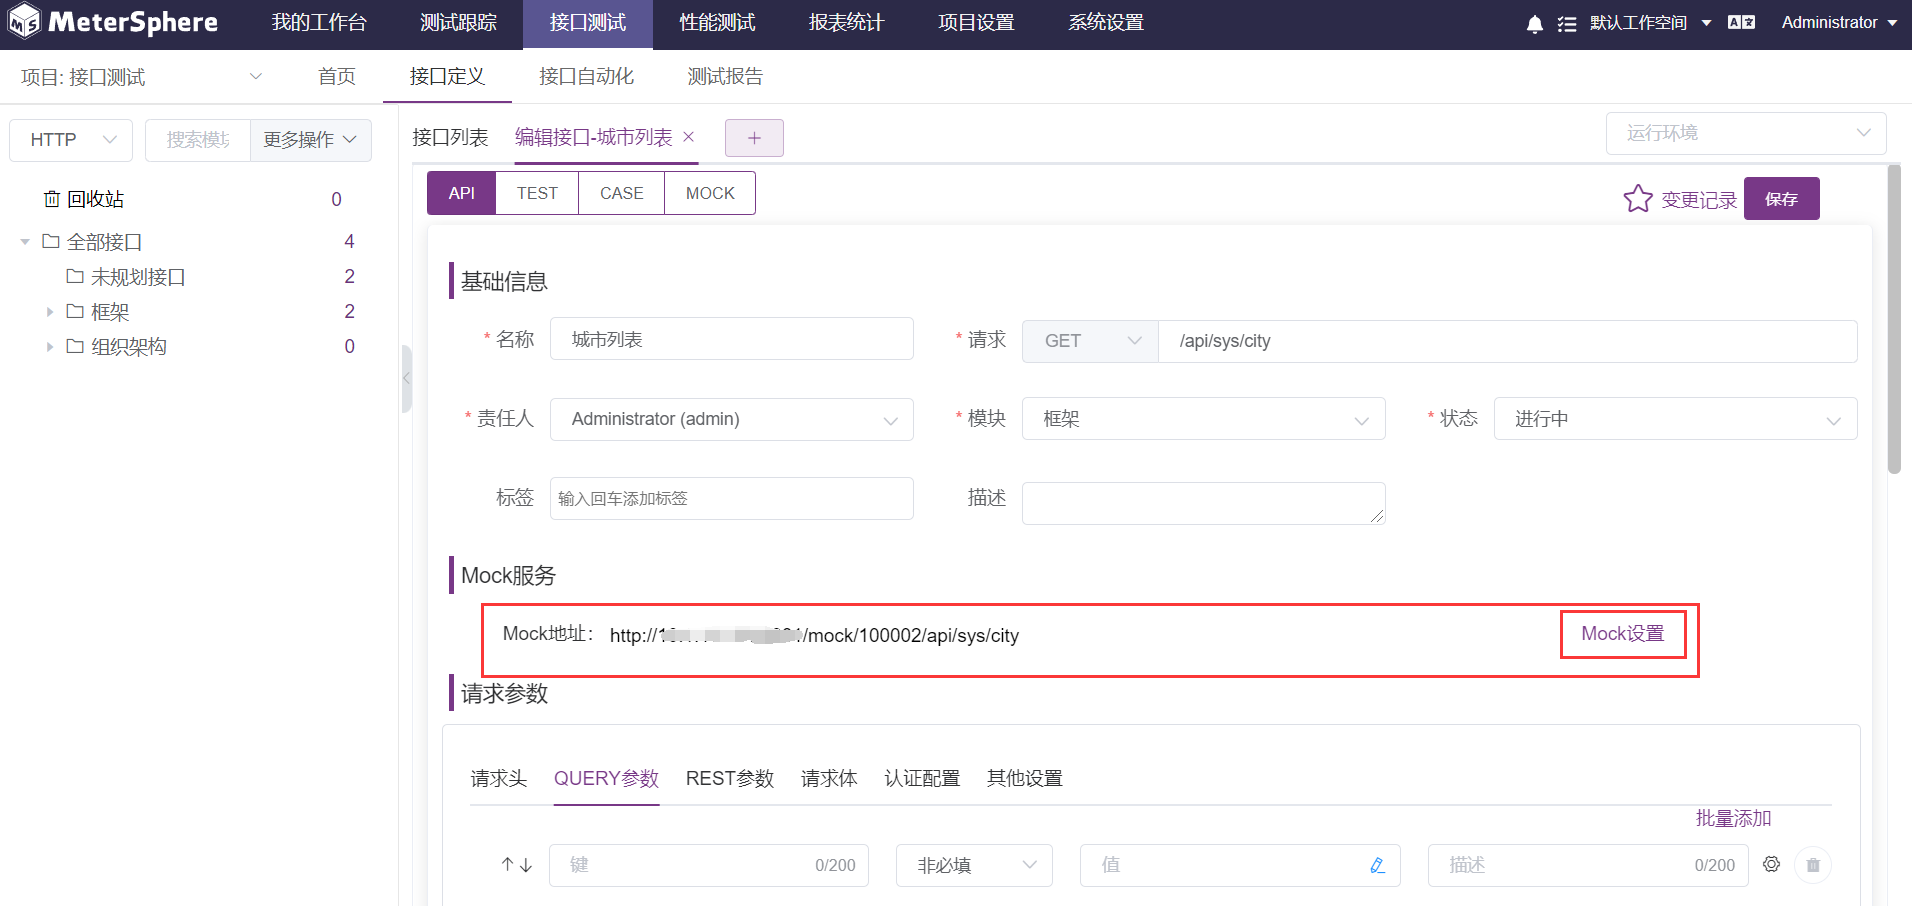 MeterSphere 我的工作台 测试跟踪 接口测试 性能测试 报表统计 项目设置 系统设置 默认工作空间 Administrator
项目: 接口测试 首页 接口定义 接口自动化 测试报告
HTTP 搜索模块 更多操作 接口列表 编辑接口-城市列表 运行环境
回收站 0
全部接口 4
未规划接口 2
框架 2
组织架构 0
API TEST CASE MOCK 变更记录 保存
基础信息
* 名称 城市列表 * 请求 GET /api/sys/city
* 责任人 Administrator (admin) * 模块 框架 * 状态 进行中
标签 输入回车添加标签 描述
Mock服务
Mock地址: http:// /mock/100002/api/sys/city Mock设置
请求参数
请求头 QUERY参数 REST参数 请求体 认证配置 其他设置
批量添加
键 0/200 非必填 值 描述 0/200